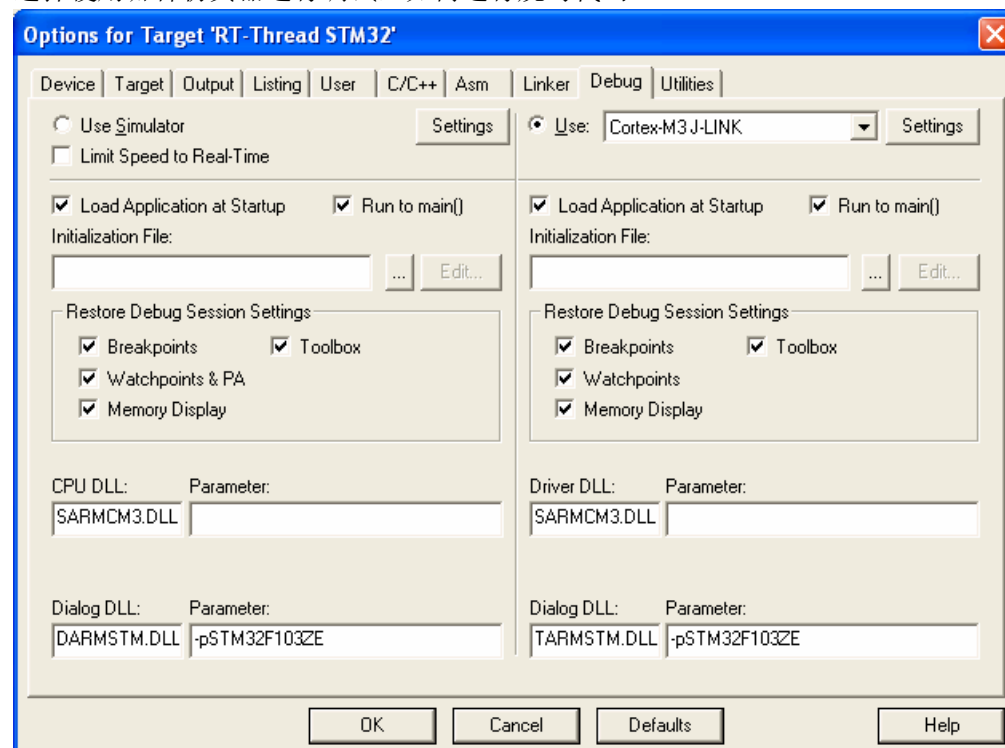 Options for Target 'RT-Thread STM32'
Device Target Output Listing User C/C++ Asm Linker Debug Utilities
Use Simulator Settings
Limit Speed to Real-Time
Use: Cortex-M3 J-LINK Settings
Load Application at Startup Run to main()
Initialization File:
... Edit...
Restore Debug Session Settings
Breakpoints Toolbox
Watchpoints & PA
Memory Display
Load Application at Startup Run to main()
Initialization File:
... Edit...
Restore Debug Session Settings
Breakpoints Toolbox
Watchpoints
Memory Display
CPU DLL: Parameter:
SARMCM3.DLL
Dialog DLL: Parameter:
DARMSTM.DLL -pSTM32F103ZE
Driver DLL: Parameter:
SARMCM3.DLL
Dialog DLL: Parameter:
TARMSTM.DLL -pSTM32F103ZE
OK Cancel Defaults Help